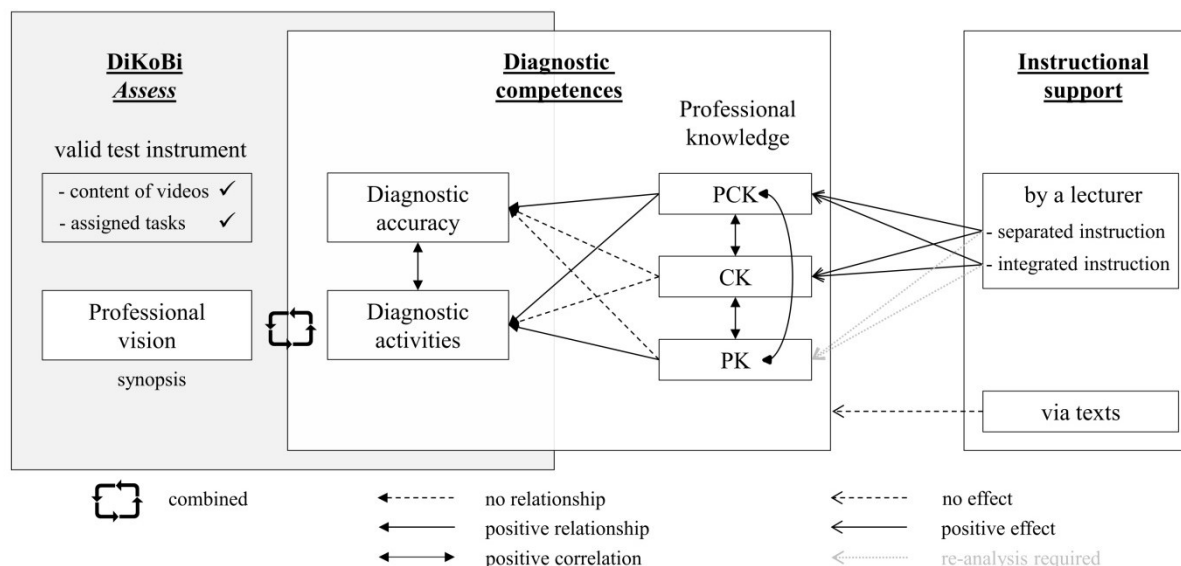 DiKoBi
Assess
valid test instrument
- content of videos ✓
- assigned tasks ✓
Professional
vision
synopsis
Diagnostic
competences
Professional
knowledge
Diagnostic
accuracy
Diagnostic
activities
PCK
CK
PK
Instructional
support
by a lecturer
- separated instruction
- integrated instruction
via texts
combined
no relationship
positive relationship
positive correlation
no effect
positive effect
re-analysis required